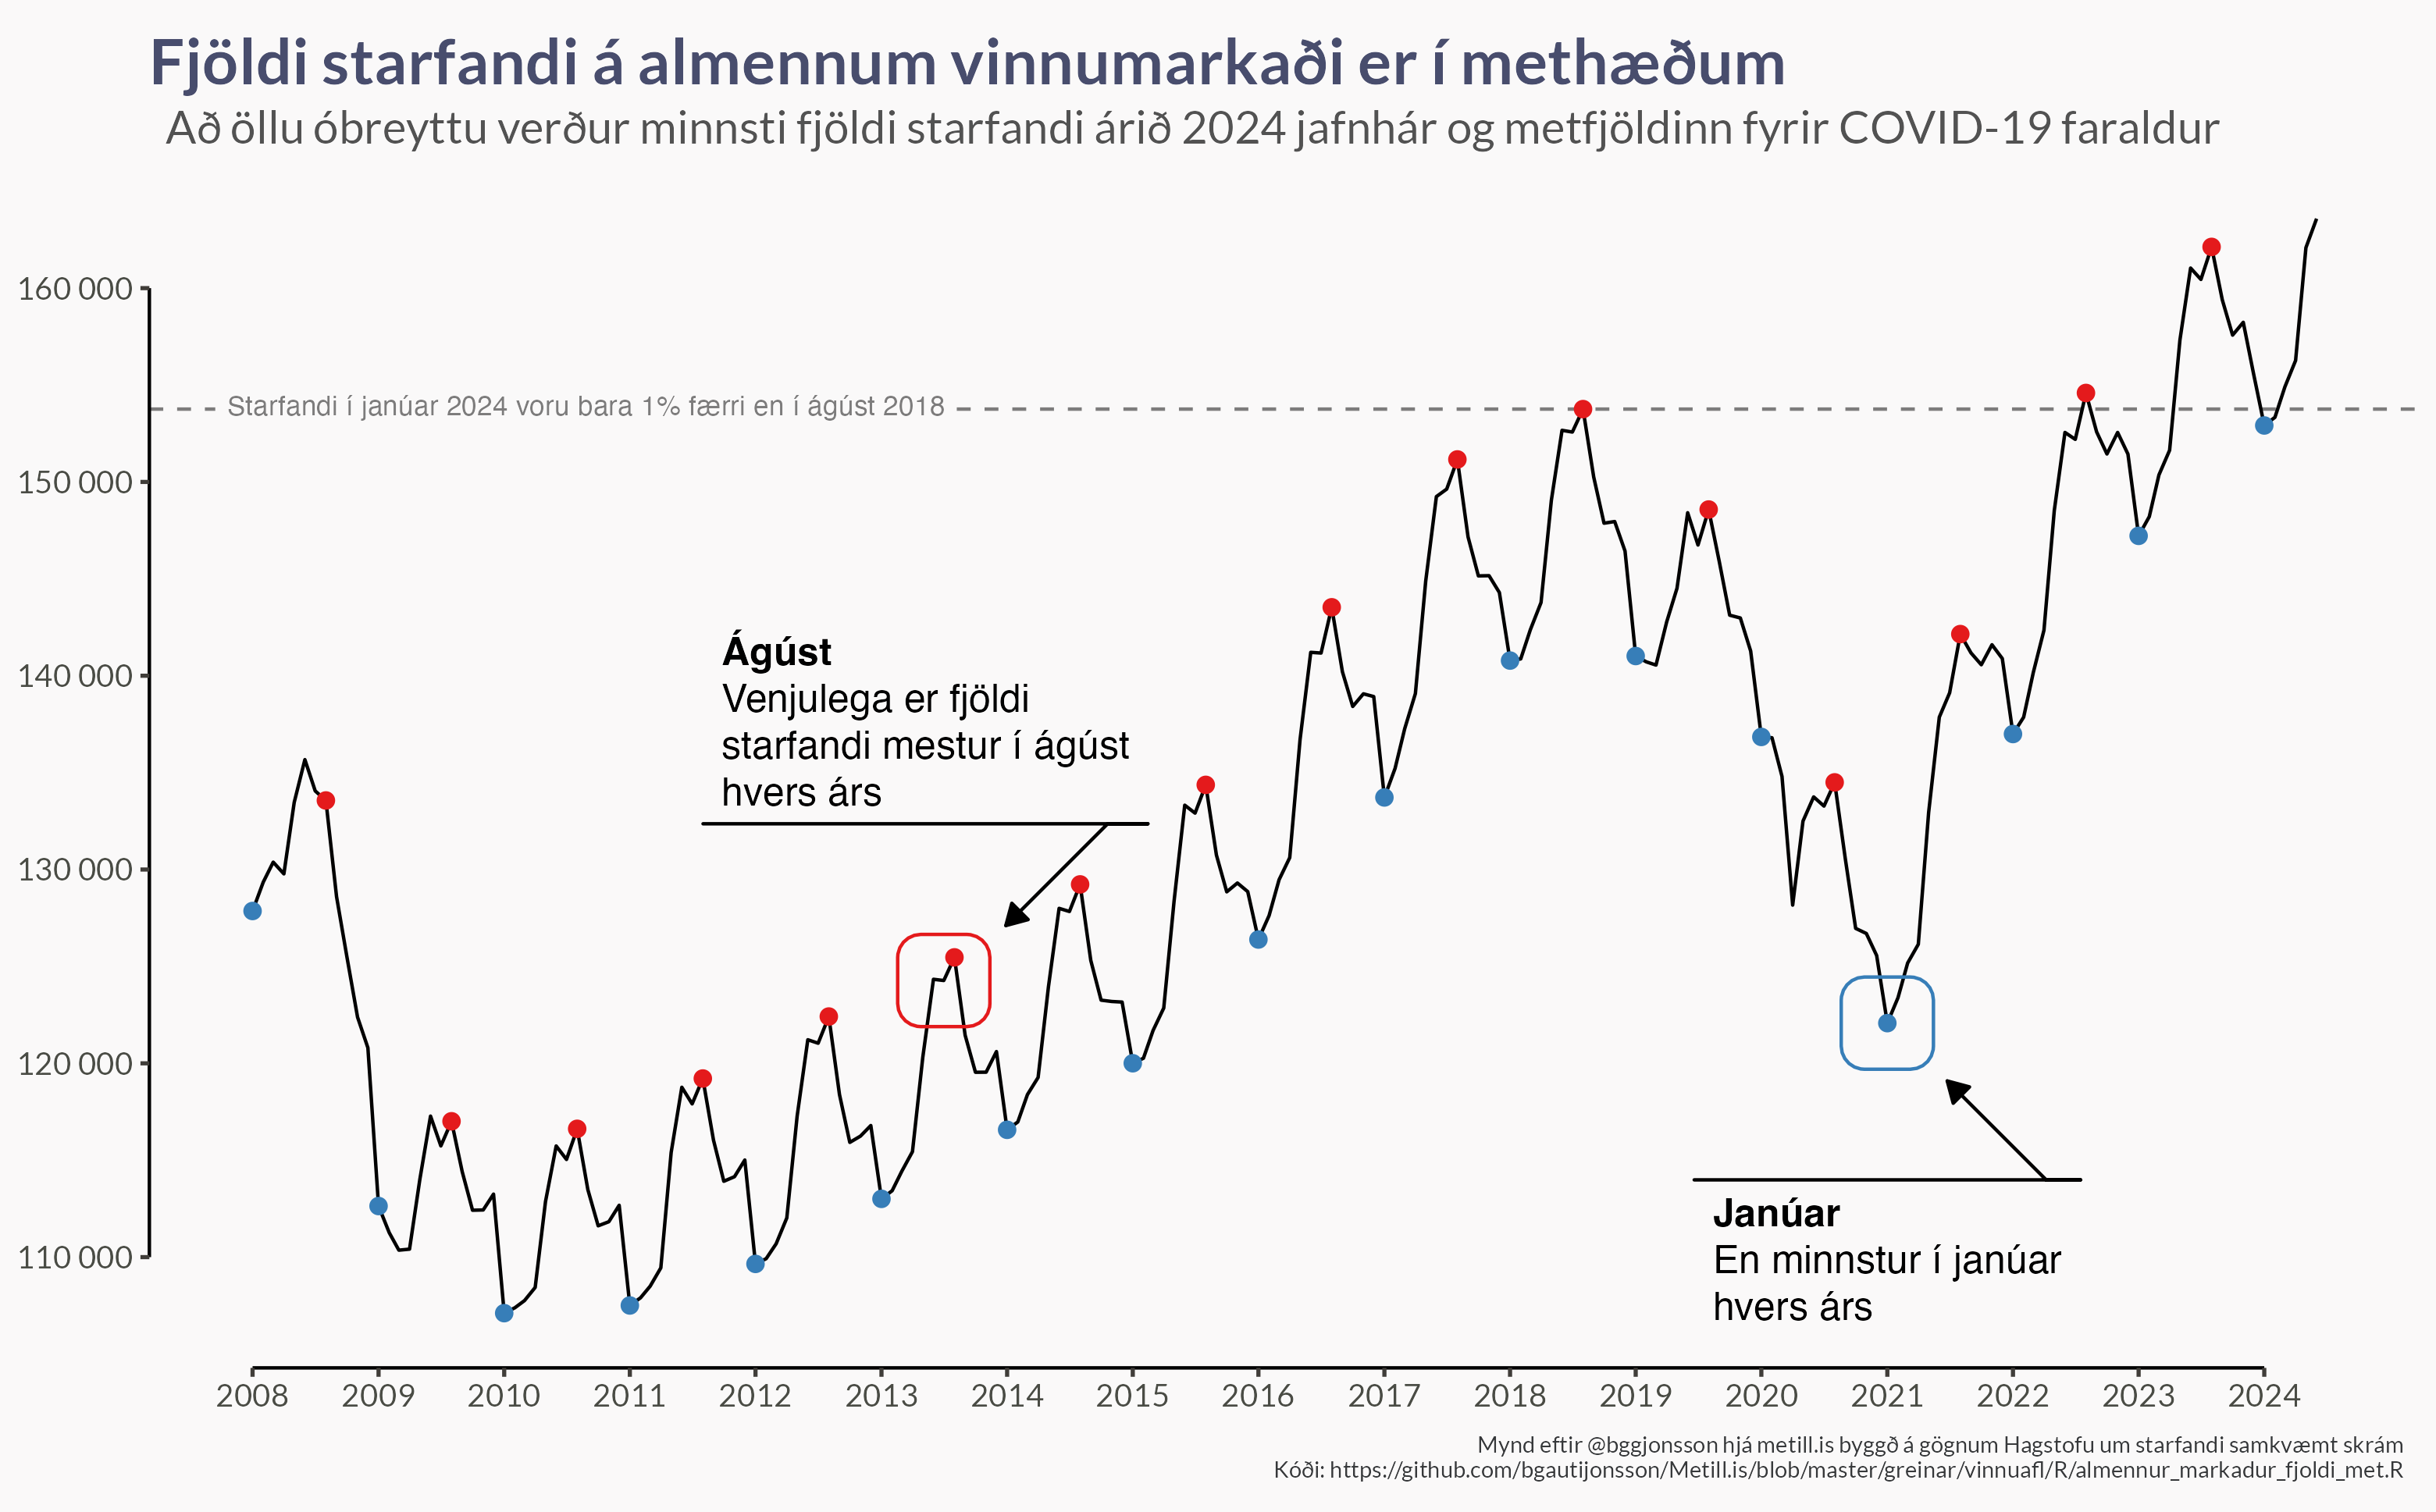 Fjöldi starfandi á almennum vinnumarkaði er í methæðum
Að öllu óbreyttu verður minnsti fjöldi starfandi árið 2024 jafnhár og metfjöldinn fyrir COVID-19 faraldur
160 000
Starfandi í janúar 2024 voru bara 1% færri en í ágúst 2018
150 000
140 000
130 000
120 000
110 000
Ágúst
Venjulega er fjöldi
starfandi mestur í ágúst
hvers árs
Janúar
En minnstur í janúar
hvers árs
2008 2009 2010 2011 2012 2013 2014 2015 2016 2017 2018 2019 2020 2021 2022 2023 2024
Mynd eftir @bggjonsson hjá metill.is byggð á gögnum Hagstofu um starfandi samkvæmt skrám
Kóði: https://github.com/bgautijonsson/Metill.is/blob/master/greinar/vinnuafl/R/almennur_markadur_fjoldi_met.R